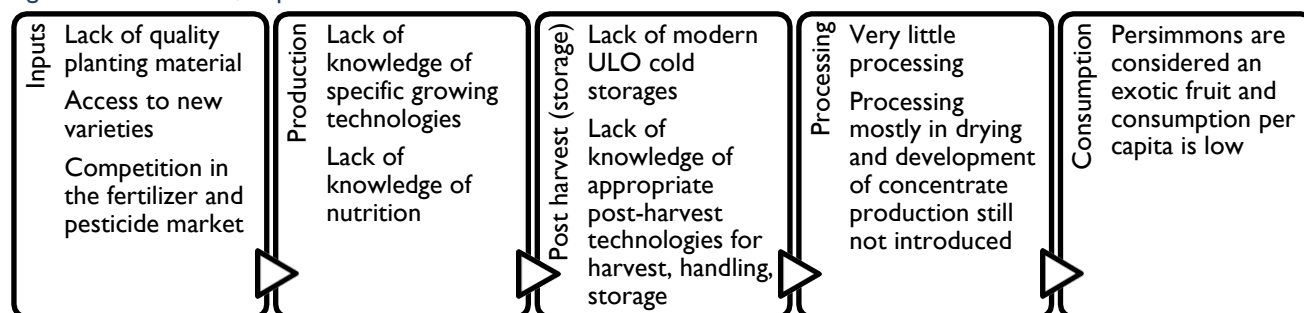 Inputs
Lack of quality
planting material
Access to new
varieties
Competition in
the fertilizer and
pesticide market
Production
Lack of
knowledge of
specific growing
technologies
Lack of
knowledge of
nutrition
Post harvest (storage)
Lack of modern
ULO cold
storages
Lack of
knowledge of
appropriate
post-harvest
technologies for
harvest, handling,
storage
Processing
Very little
processing
Processing
mostly in drying
and development
of concentrate
production still
not introduced
Consumption
Persimmons are
considered an
exotic fruit and
consumption per
capita is low